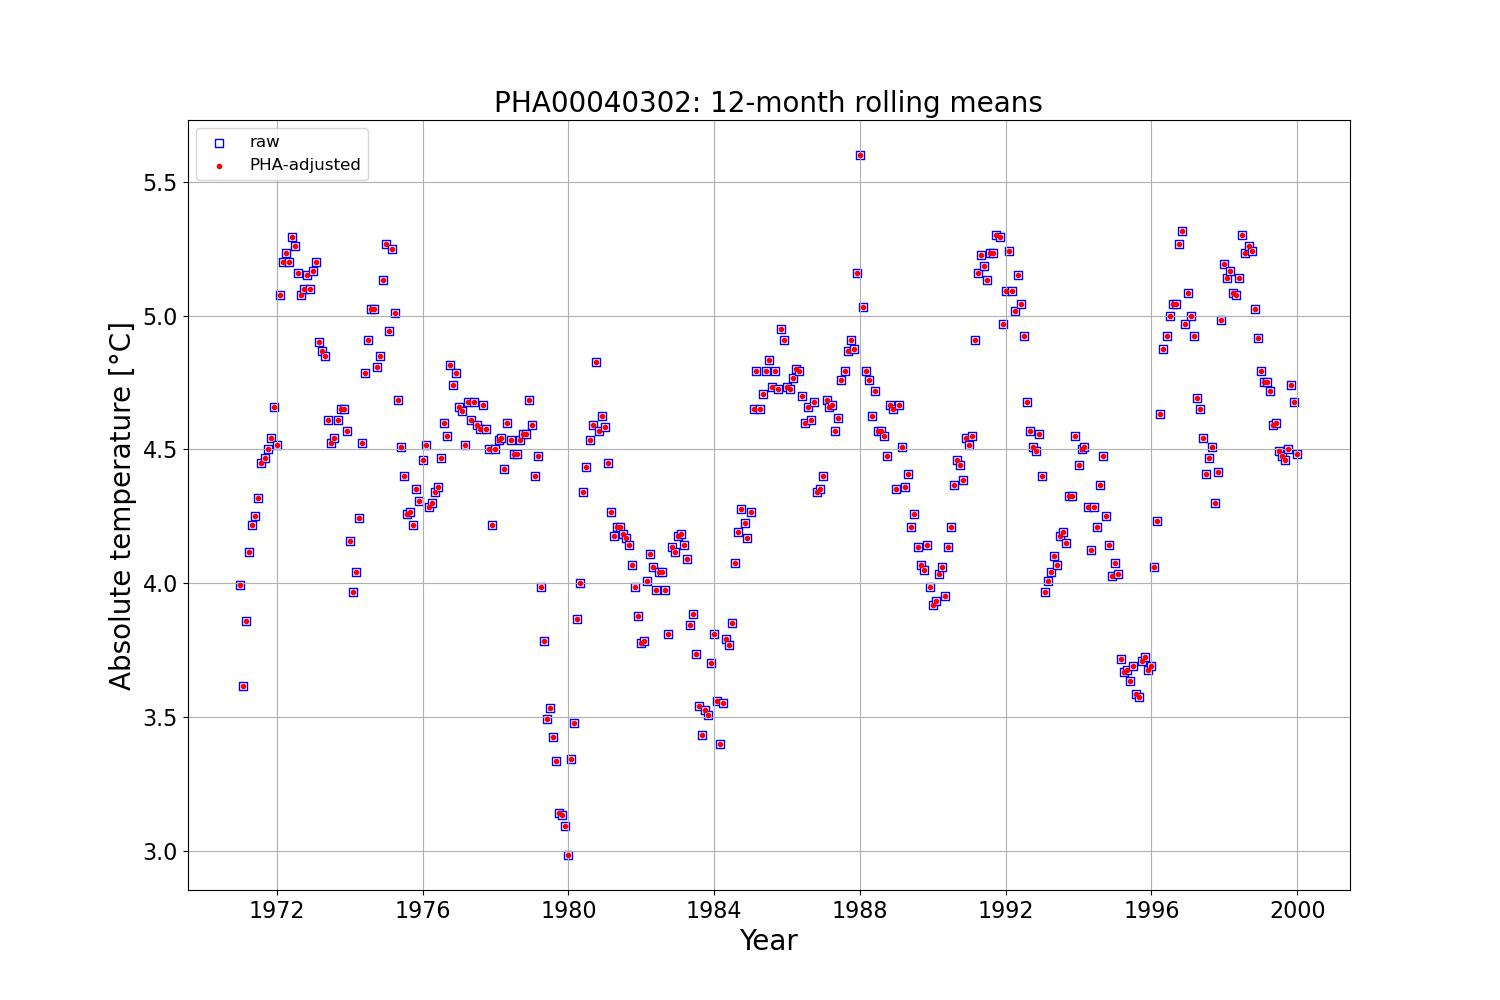 PHA00040302: 12-month rolling means
raw
PHA-adjusted
5.5
5.0
4.5
4.0
3.5
3.0
Absolute temperature [°C]
1972 1976 1980 1984 1988 1992 1996 2000
Year